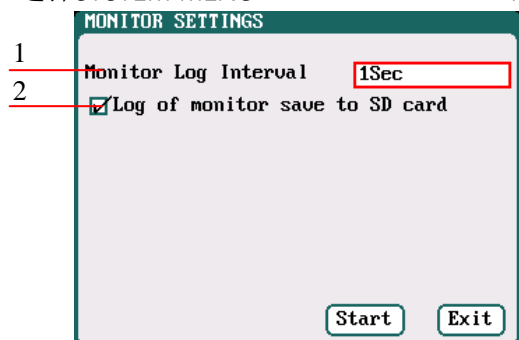 MONITOR SETTINGS
1
Monitor Log Interval 1Sec
2
Log of monitor save to SD card
Start Exit